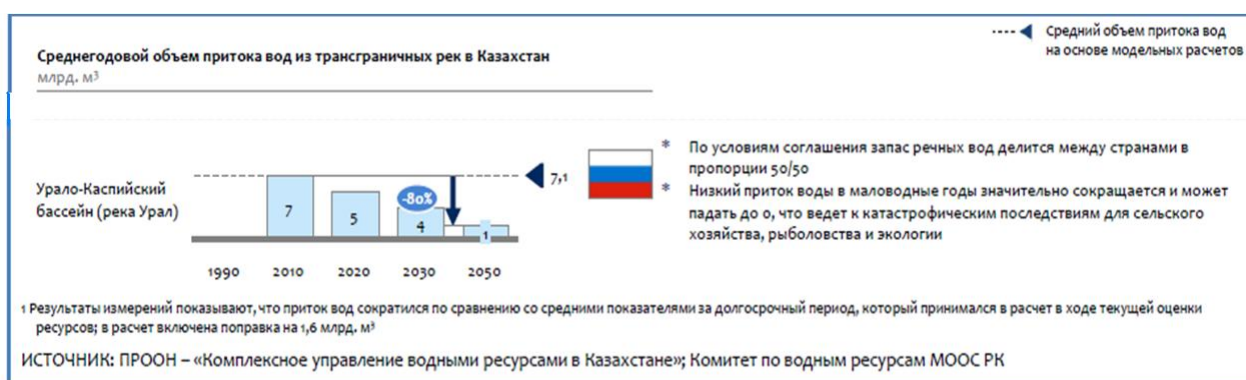 Средний объем притока вод
на основе модельных расчетов
Среднегодовой объем притока вод из трансграничных рек в Казахстан
млрд. м³
* По условиям соглашения запас речных вод делится между странами в
пропорции 50/50
* Низкий приток воды в маловодные годы значительно сокращается и может
падать до 0, что ведет к катастрофическим последствиям для сельского
хозяйства, рыболовства и экологии
Урало-Каспийский
бассейн (река Урал)
7,1
-80%
7 5 4 1
1990 2010 2020 2030 2050
1 Результаты измерений показывают, что приток вод сократился по сравнению со средними показателями за долгосрочный период, который принимался в расчет в ходе текущей оценки
ресурсов; в расчет включена поправка на 1,6 млрд. м³
ИСТОЧНИК: ПРООН – «Комплексное управление водными ресурсами в Казахстане»; Комитет по водным ресурсам МООС РК